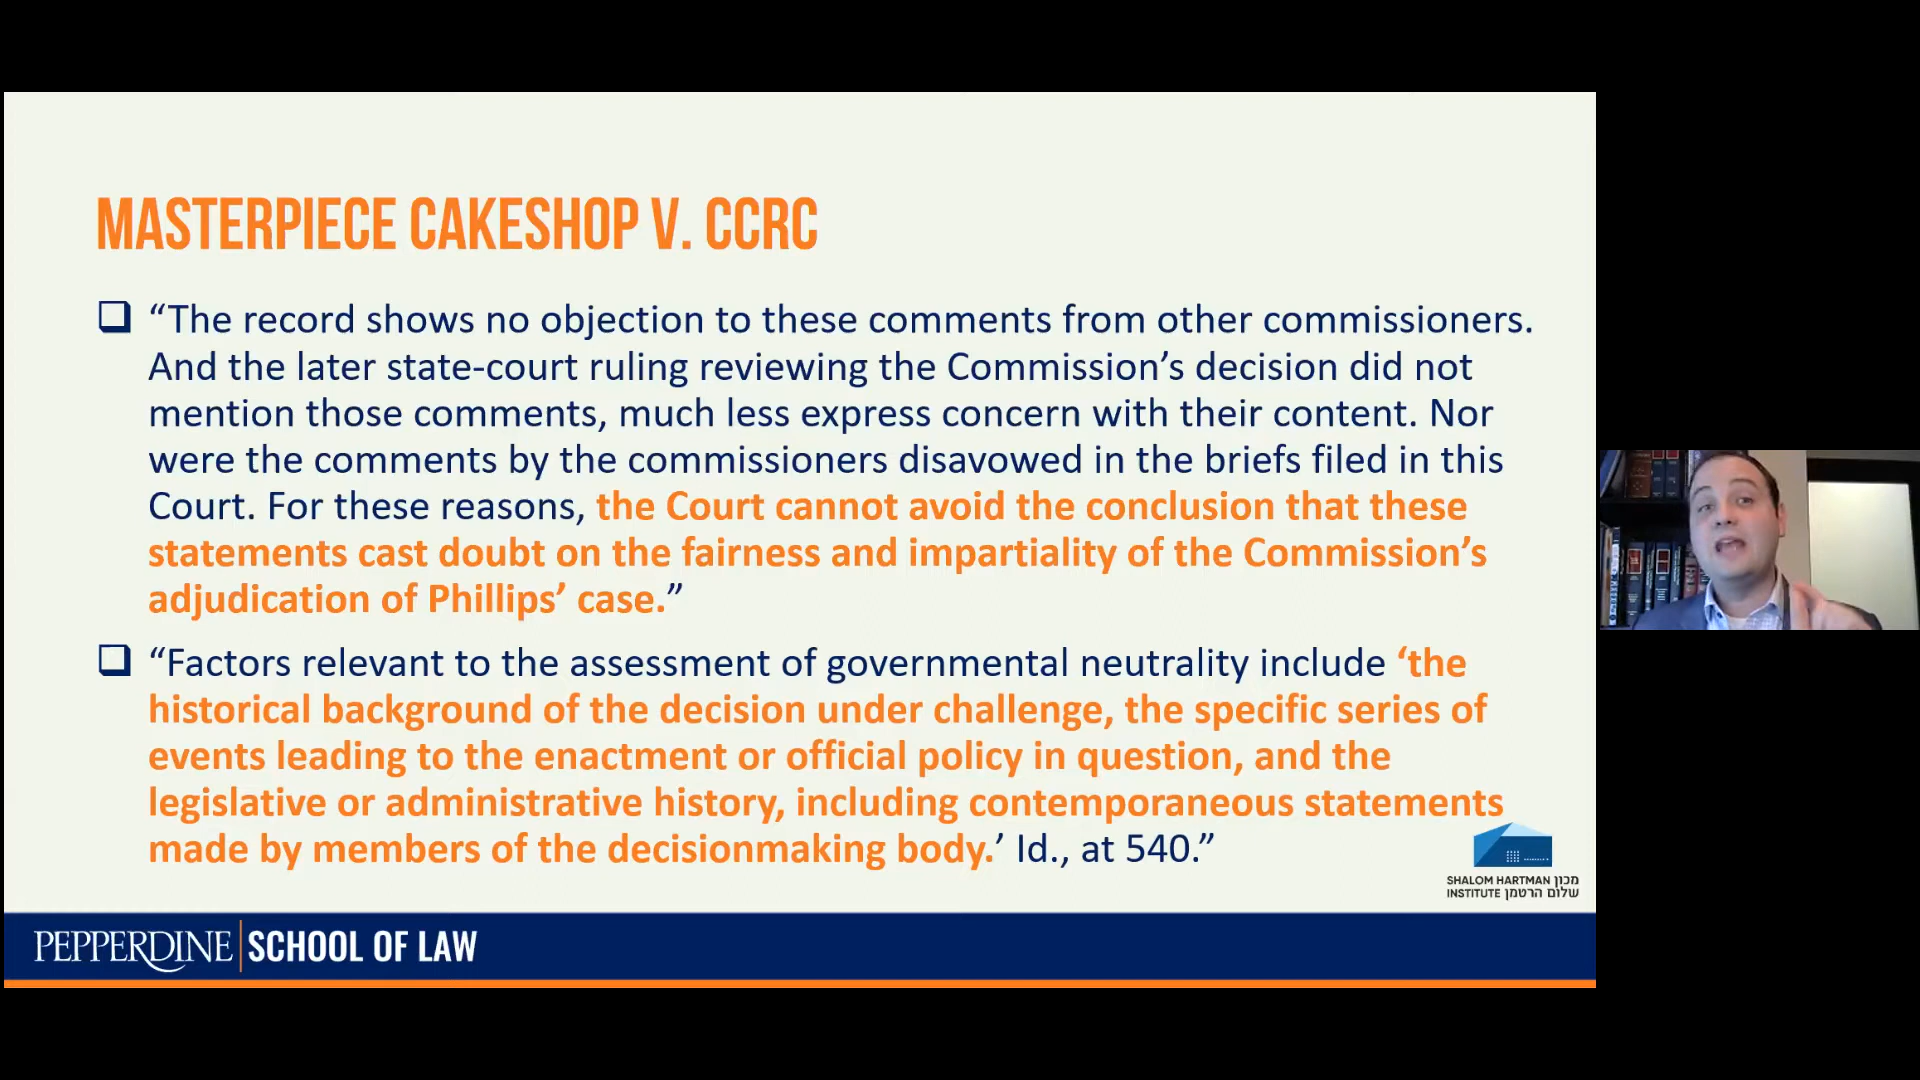 MASTERPIECE CAKESHOP V. CCRC
“The record shows no objection to these comments from other commissioners.
And the later state-court ruling reviewing the Commission’s decision did not
mention those comments, much less express concern with their content. Nor
were the comments by the commissioners disavowed in the briefs filed in this
Court. For these reasons, the Court cannot avoid the conclusion that these
statements cast doubt on the fairness and impartiality of the Commission’s
adjudication of Phillips’ case.”
“Factors relevant to the assessment of governmental neutrality include ‘the
historical background of the decision under challenge, the specific series of
events leading to the enactment or official policy in question, and the
legislative or administrative history, including contemporaneous statements
made by members of the decisionmaking body.’ Id., at 540.”
SHALOM HARTMAN מכון
INSTITUTE שלום הרטמן
PEPPERDINE SCHOOL OF LAW